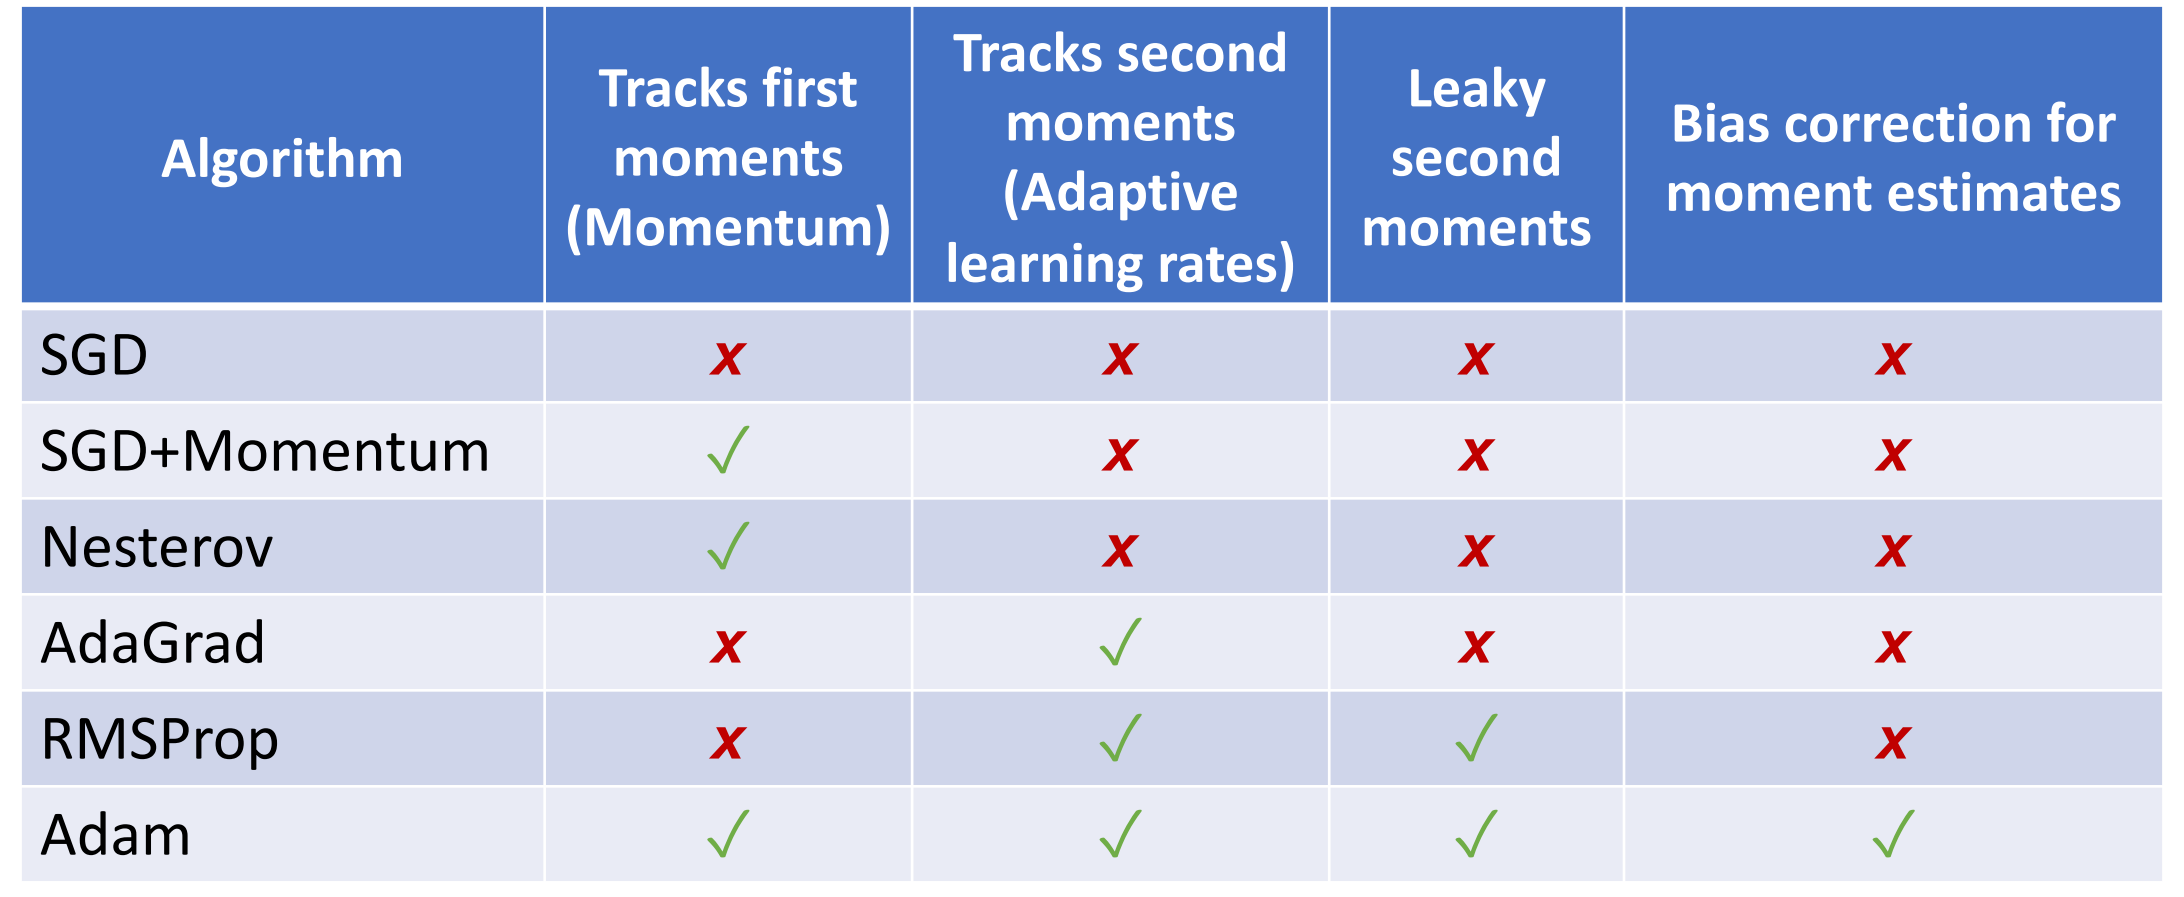 Algorithm
Tracks first
moments
(Momentum)
Tracks second
moments
(Adaptive
learning rates)
Leaky
second
moments
Bias correction for
moment estimates
SGD x x x x
SGD+Momentum ✓ x x x
Nesterov ✓ x x x
AdaGrad x ✓ x x
RMSProp x ✓ ✓ x
Adam ✓ ✓ ✓ ✓